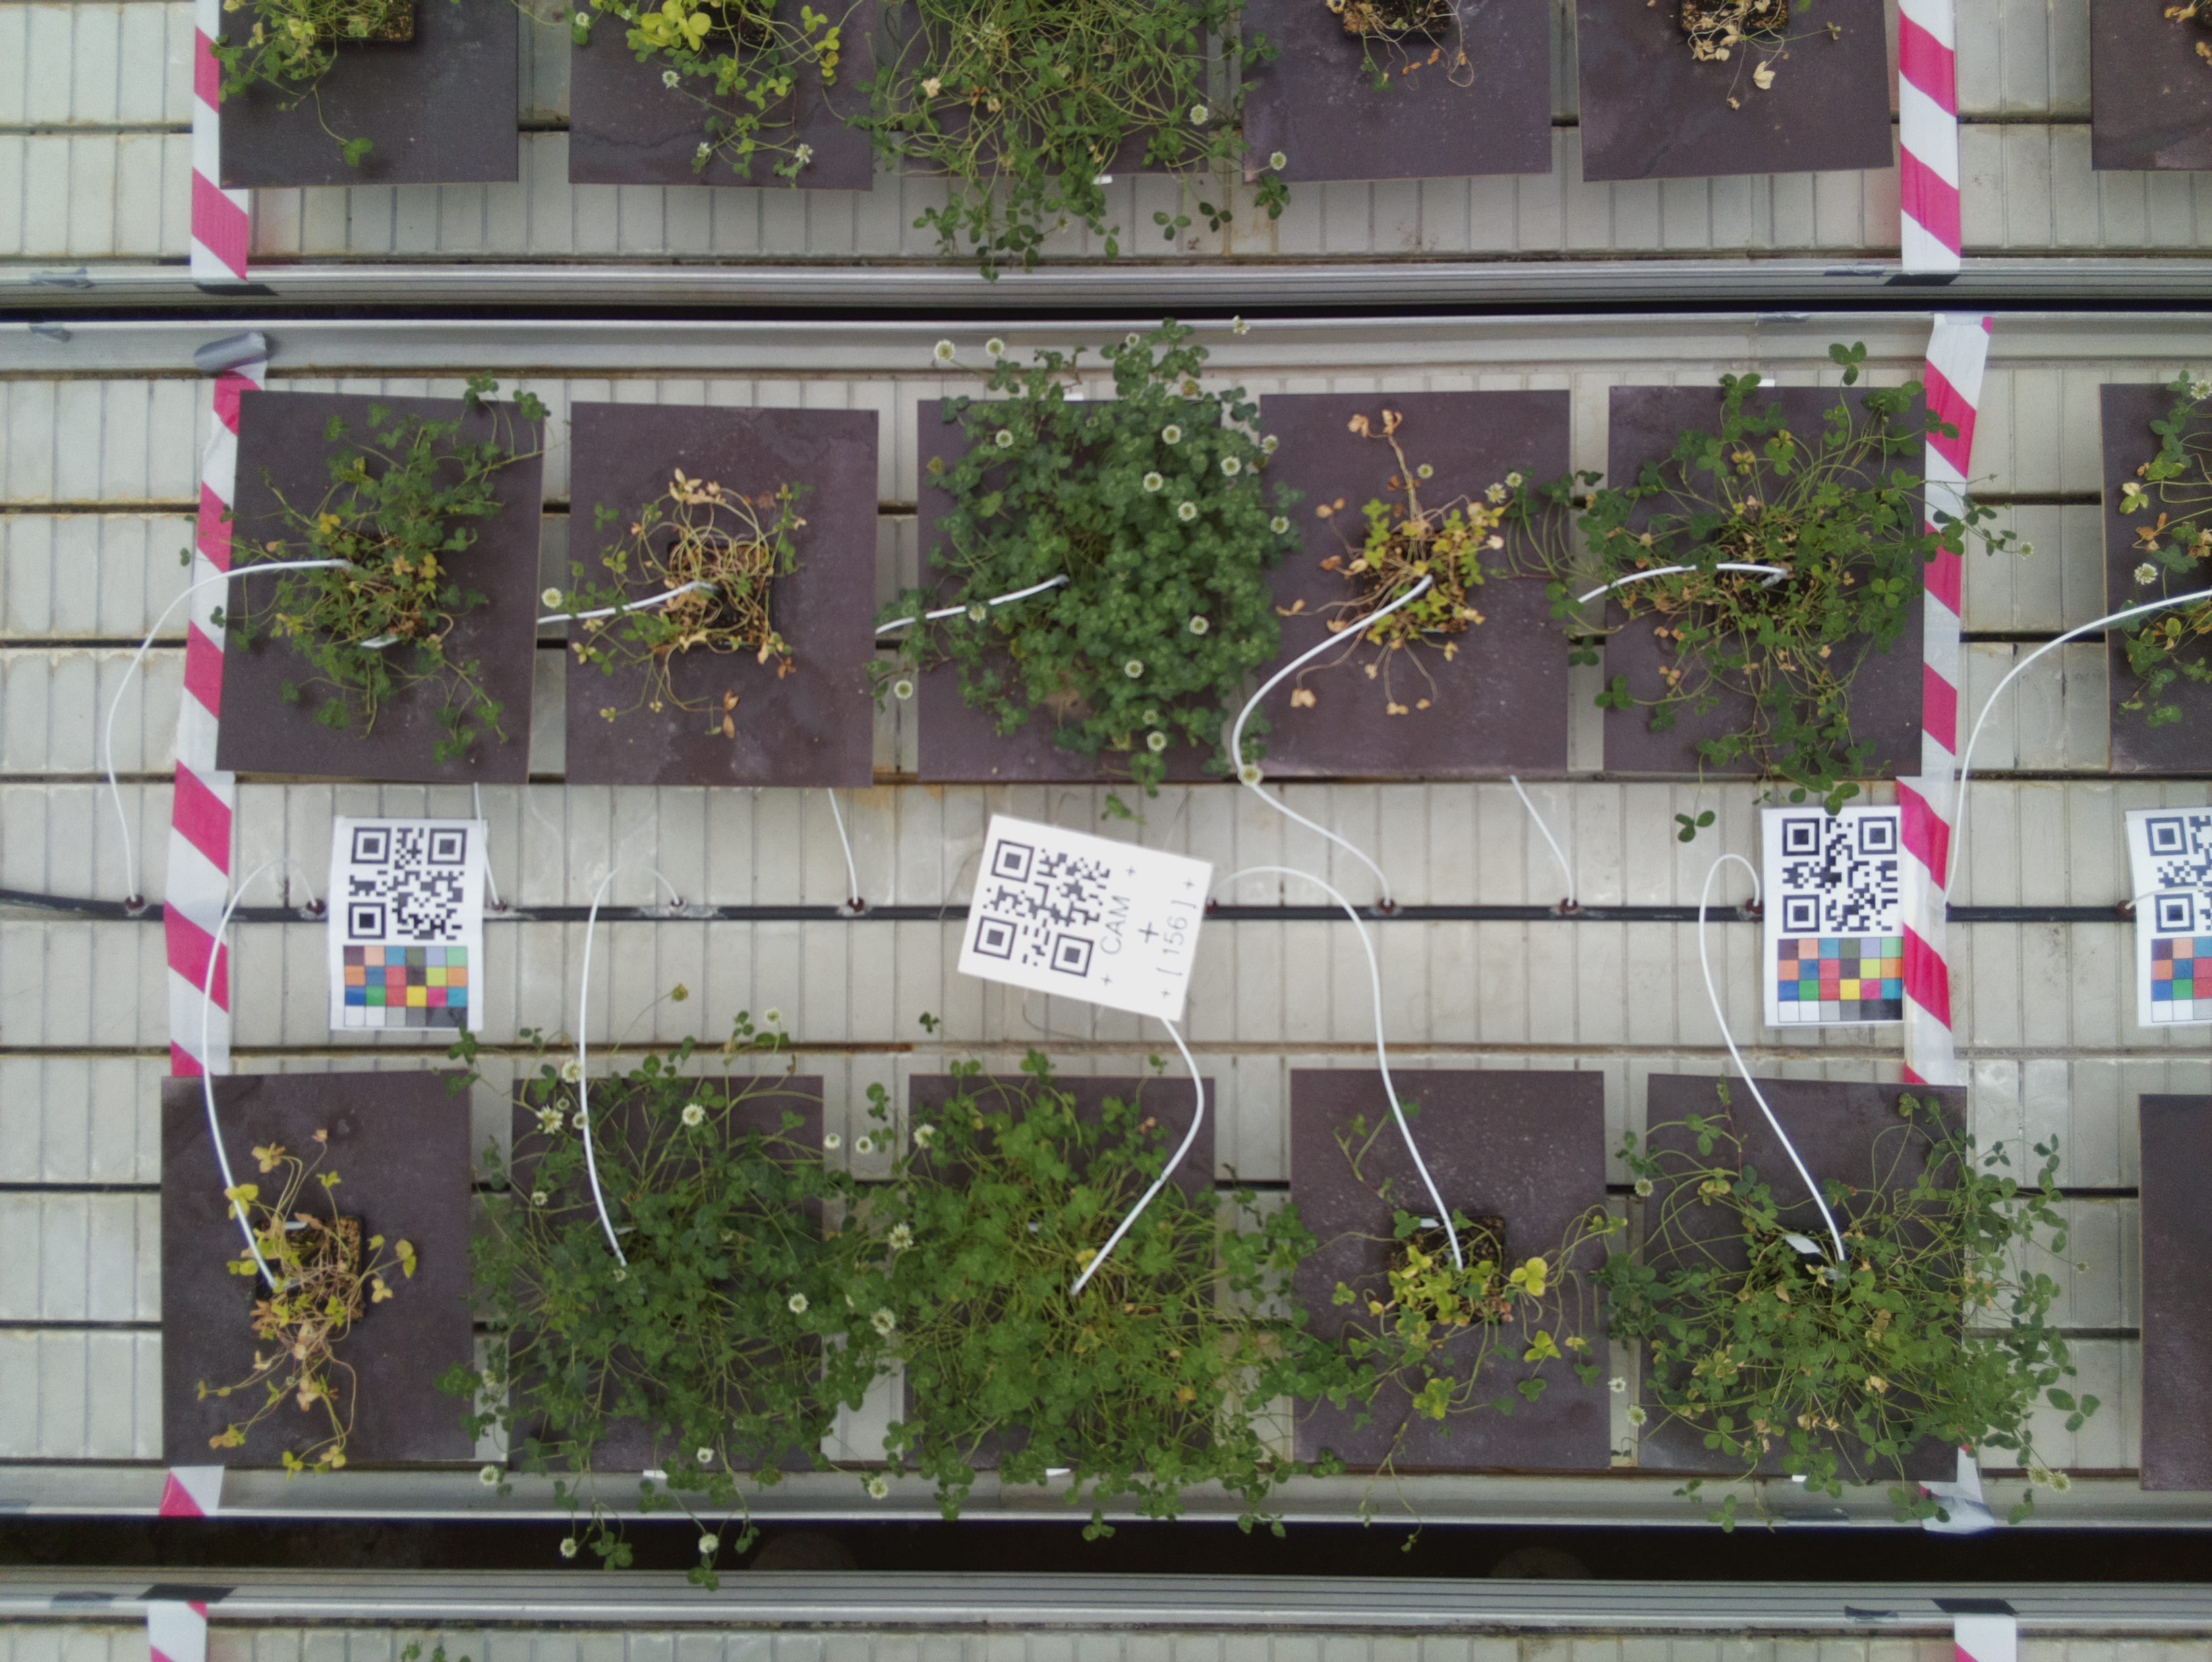 + CAM +
+
+ [ 156 ] +